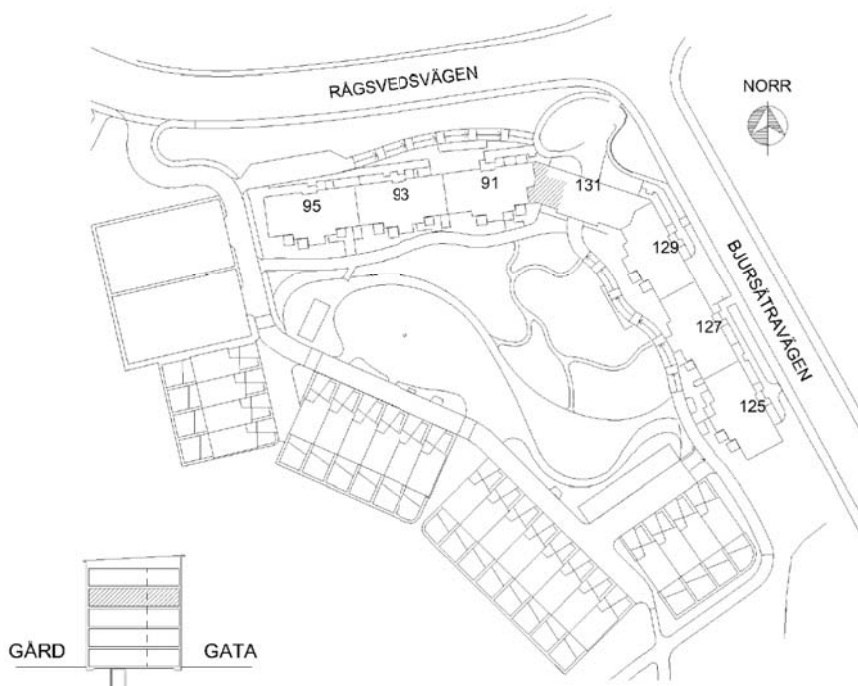 RÅGSVEDSVÄGEN
NORR
95
93
91
131
129
127
125
BJURSÄTRAVÄGEN
GÅRD
GATA